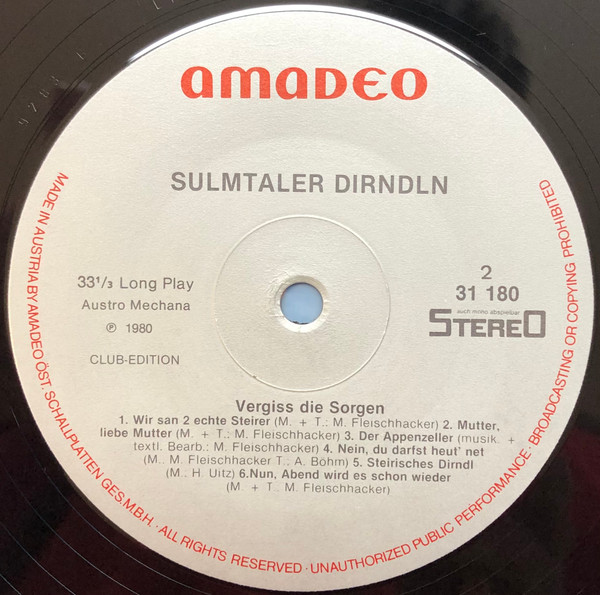 amaDEO
SULMTALER DIRNDLN
33 1/3 Long Play
Austro Mechana
℗ 1980
CLUB-EDITION
2
31 180
auch mono abspielbar
STEREO
Vergiss die Sorgen
1. Wir san 2 echte Steirer (M. + T.: M. Fleischhacker) 2. Mutter,
liebe Mutter (M. + T.: M. Fleischhacker) 3. Der Appenzeller (musik. +
textl. Bearb.: M. Fleischhacker) 4. Nein, du darfst heut' net
(M.. M. Fleischhacker T.: A. Böhm) 5. Steirisches Dirndl
(M.. H. Uitz) 6.Nun, Abend wird es schon wieder
(M. + T.. M. Fleischhacker)
MADE IN AUSTRIA BY AMADEO ÖST. SCHALLPLATTEN GES.M.B.H. · ALL RIGHTS RESERVED · UNAUTHORIZED PUBLIC PERFORMANCE · BROADCASTING OR COPYING PROHIBITED